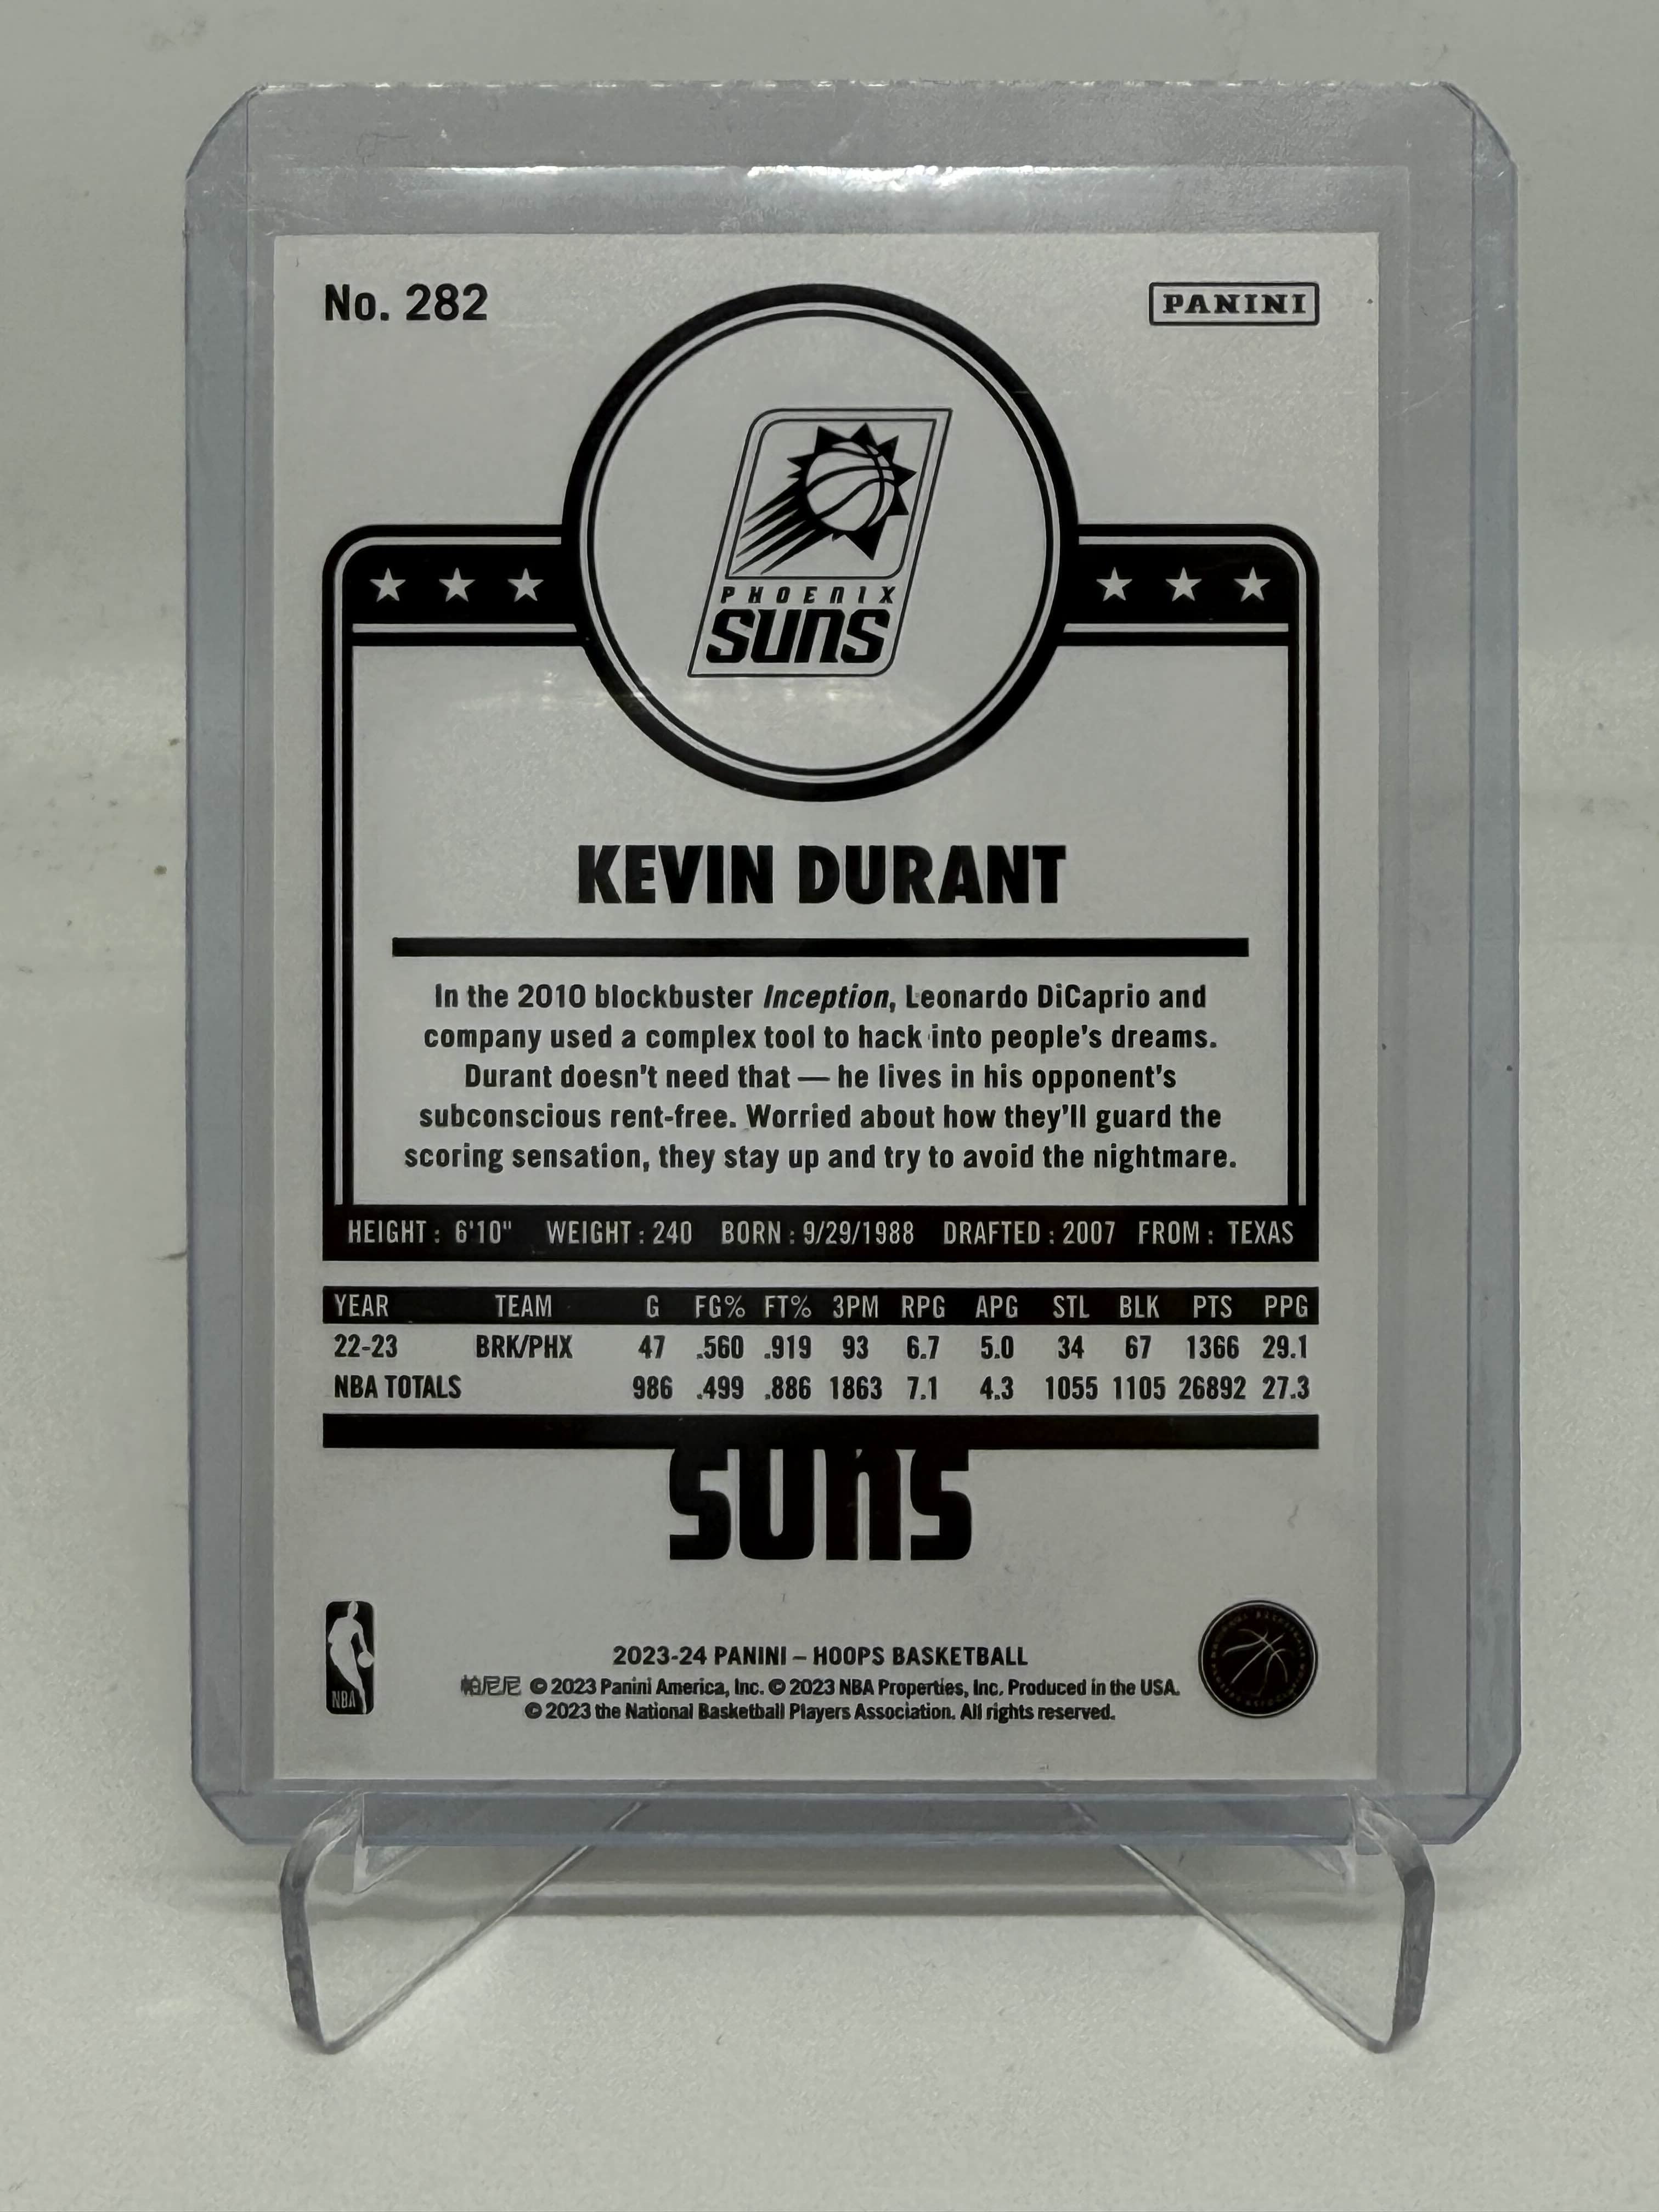 No. 282
PANINI
PHOENIX
SUNS
KEVIN DURANT
In the 2010 blockbuster Inception, Leonardo DiCaprio and
company used a complex tool to hack into people's dreams.
Durant doesn't need that — he lives in his opponent's
subconscious rent-free. Worried about how they'll guard the
scoring sensation, they stay up and try to avoid the nightmare.
HEIGHT : 6'10" WEIGHT : 240 BORN : 9/29/1988 DRAFTED : 2007 FROM : TEXAS
YEAR TEAM G FG% FT% 3PM RPG APG STL BLK PTS PPG
22-23 BRK/PHX 47 .560 .919 93 6.7 5.0 34 67 1366 29.1
NBA TOTALS 986 .499 .886 1863 7.1 4.3 1055 1105 26892 27.3
SUNS
NBA
2023-24 PANINI – HOOPS BASKETBALL
帕尼尼 © 2023 Panini America, Inc. © 2023 NBA Properties, Inc. Produced in the USA.
© 2023 the National Basketball Players Association. All rights reserved.